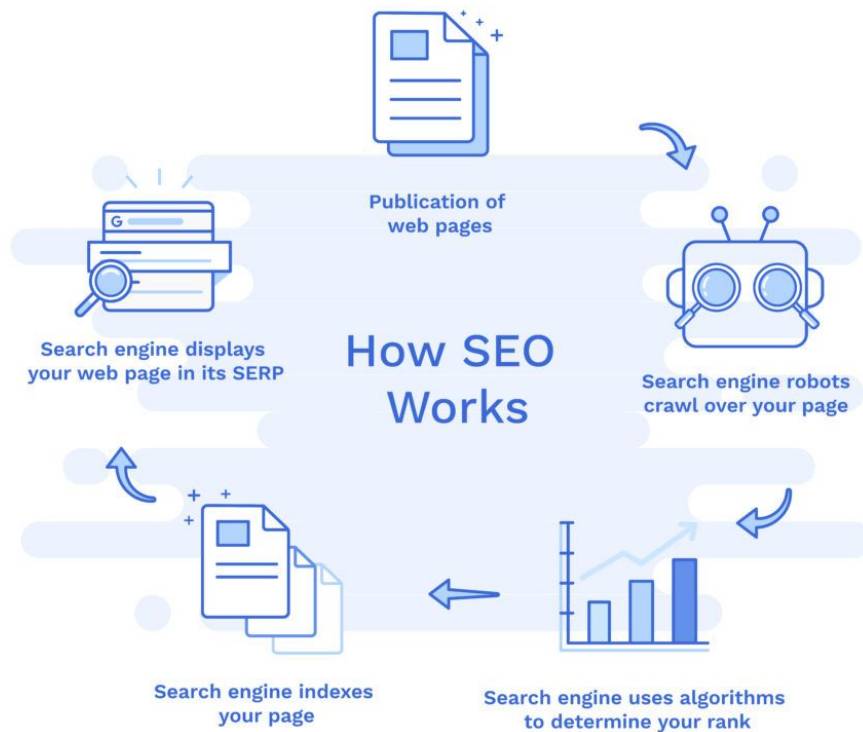 Publication of
web pages
G
Search engine displays
your web page in its SERP
How SEO
Works
Search engine robots
crawl over your page
Search engine indexes
your page
Search engine uses algorithms
to determine your rank